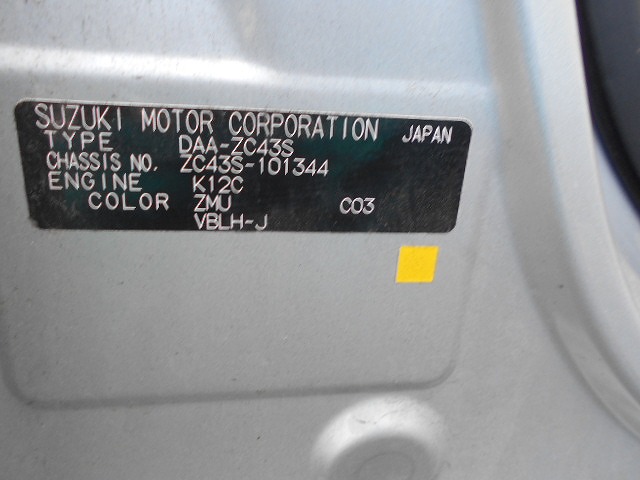 SUZUKI MOTOR CORPORATION JAPAN
TYPE DAA-ZC43S
CHASSIS NO. ZC43S-101344
ENGINE K12C
COLOR ZMU C03
VBLH-J